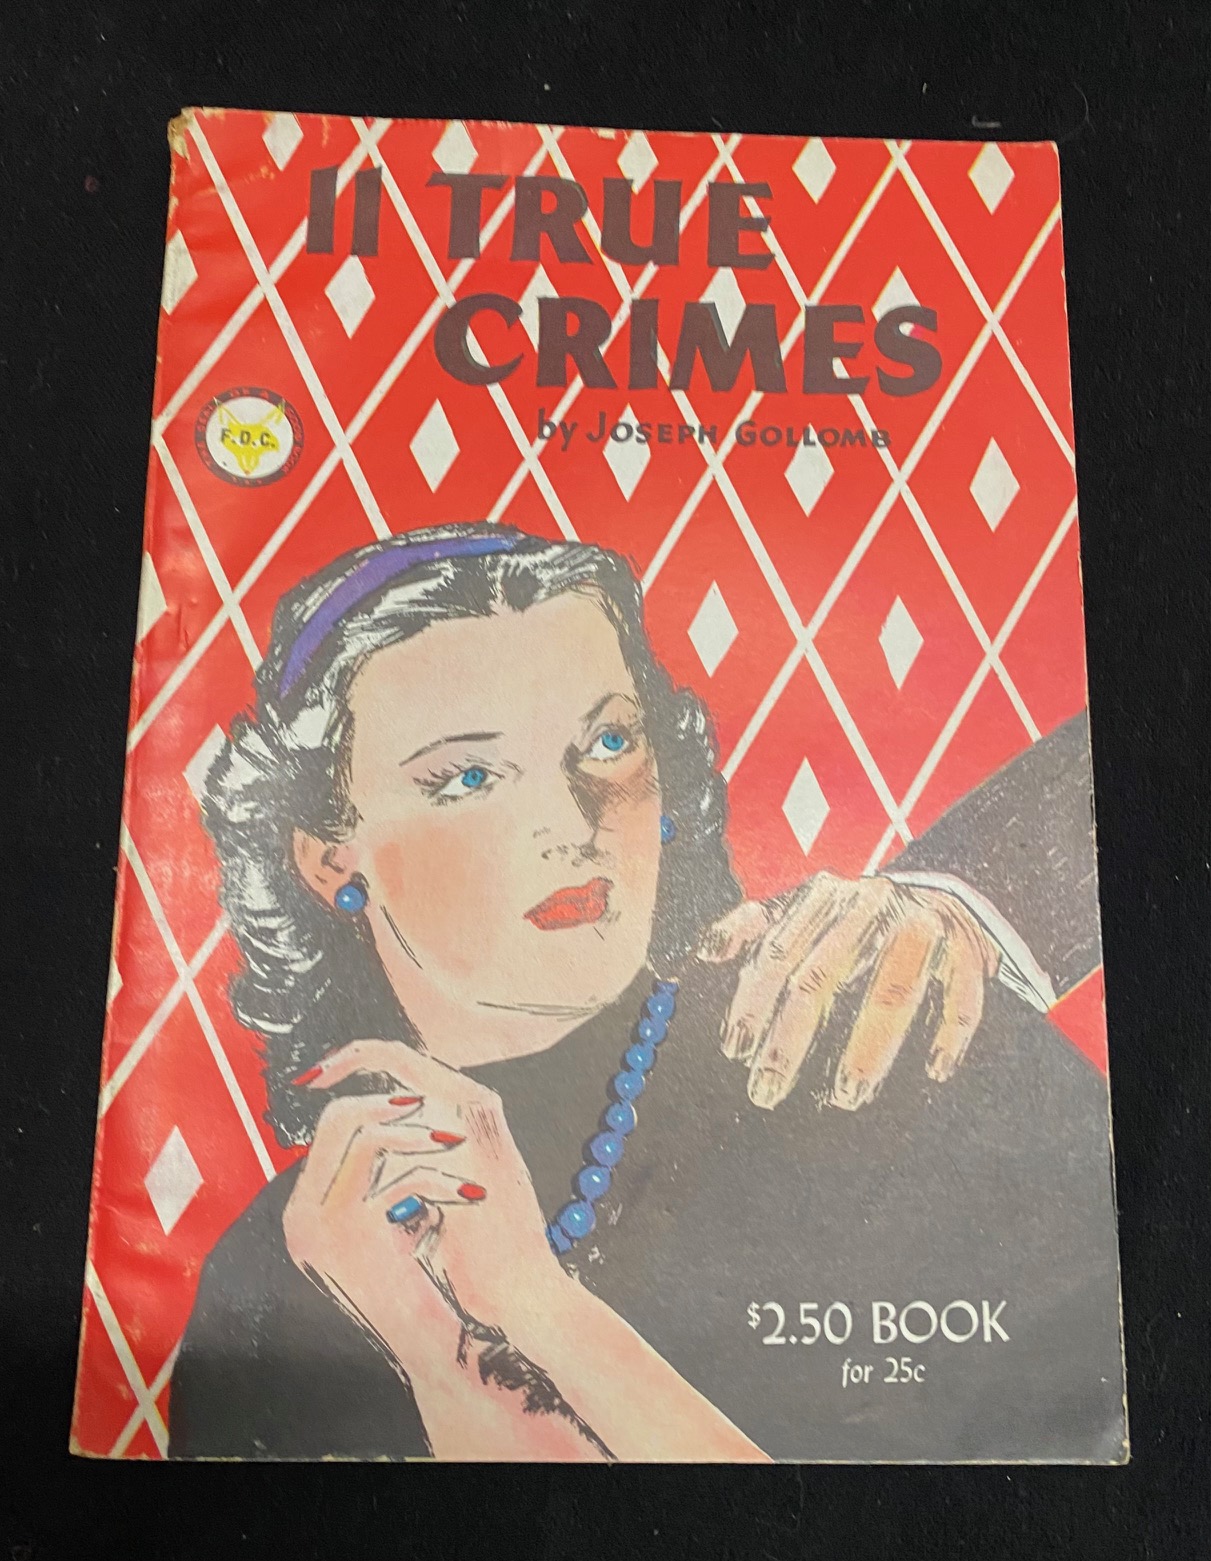 11 TRUE
CRIMES
by JOSEPH GOLLOMB
F.D.C.
$2.50 BOOK
for 25c